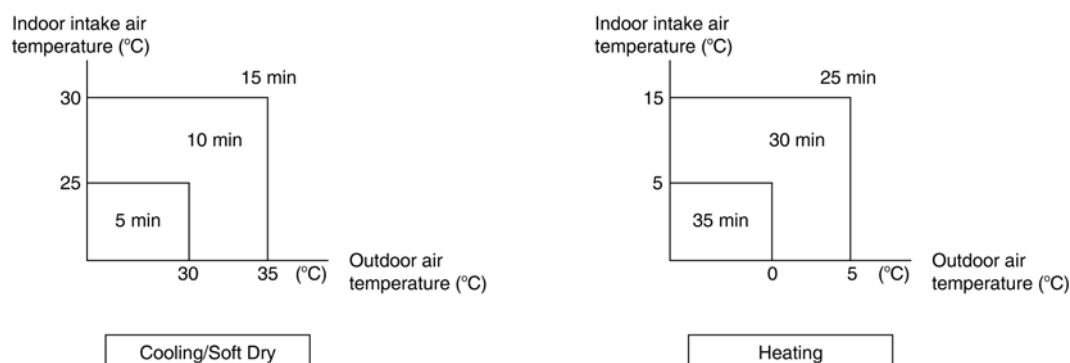 Indoor intake air
temperature (°C)
15 min
30
10 min
25
5 min
30 35 (°C)
Outdoor air
temperature (°C)
Cooling/Soft Dry
Indoor intake air
temperature (°C)
25 min
15
30 min
5
35 min
0 5 (°C)
Outdoor air
temperature (°C)
Heating